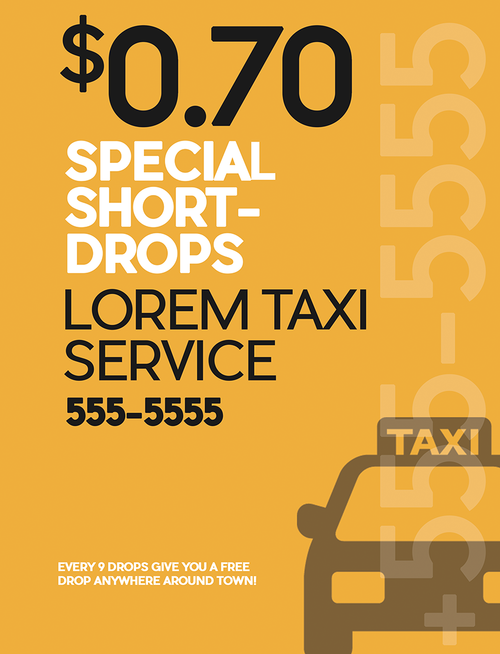 $0.70
SPECIAL
SHORT-
DROPS
LOREM TAXI
SERVICE
555-5555
TAXI
EVERY 9 DROPS GIVE YOU A FREE
DROP ANYWHERE AROUND TOWN!
+555-5555